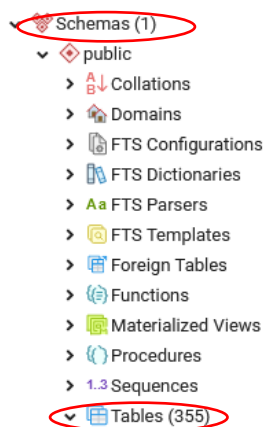 Schemas (1)
public
Collations
Domains
FTS Configurations
FTS Dictionaries
Aa FTS Parsers
FTS Templates
Foreign Tables
Functions
Materialized Views
Procedures
1..3 Sequences
Tables (355)